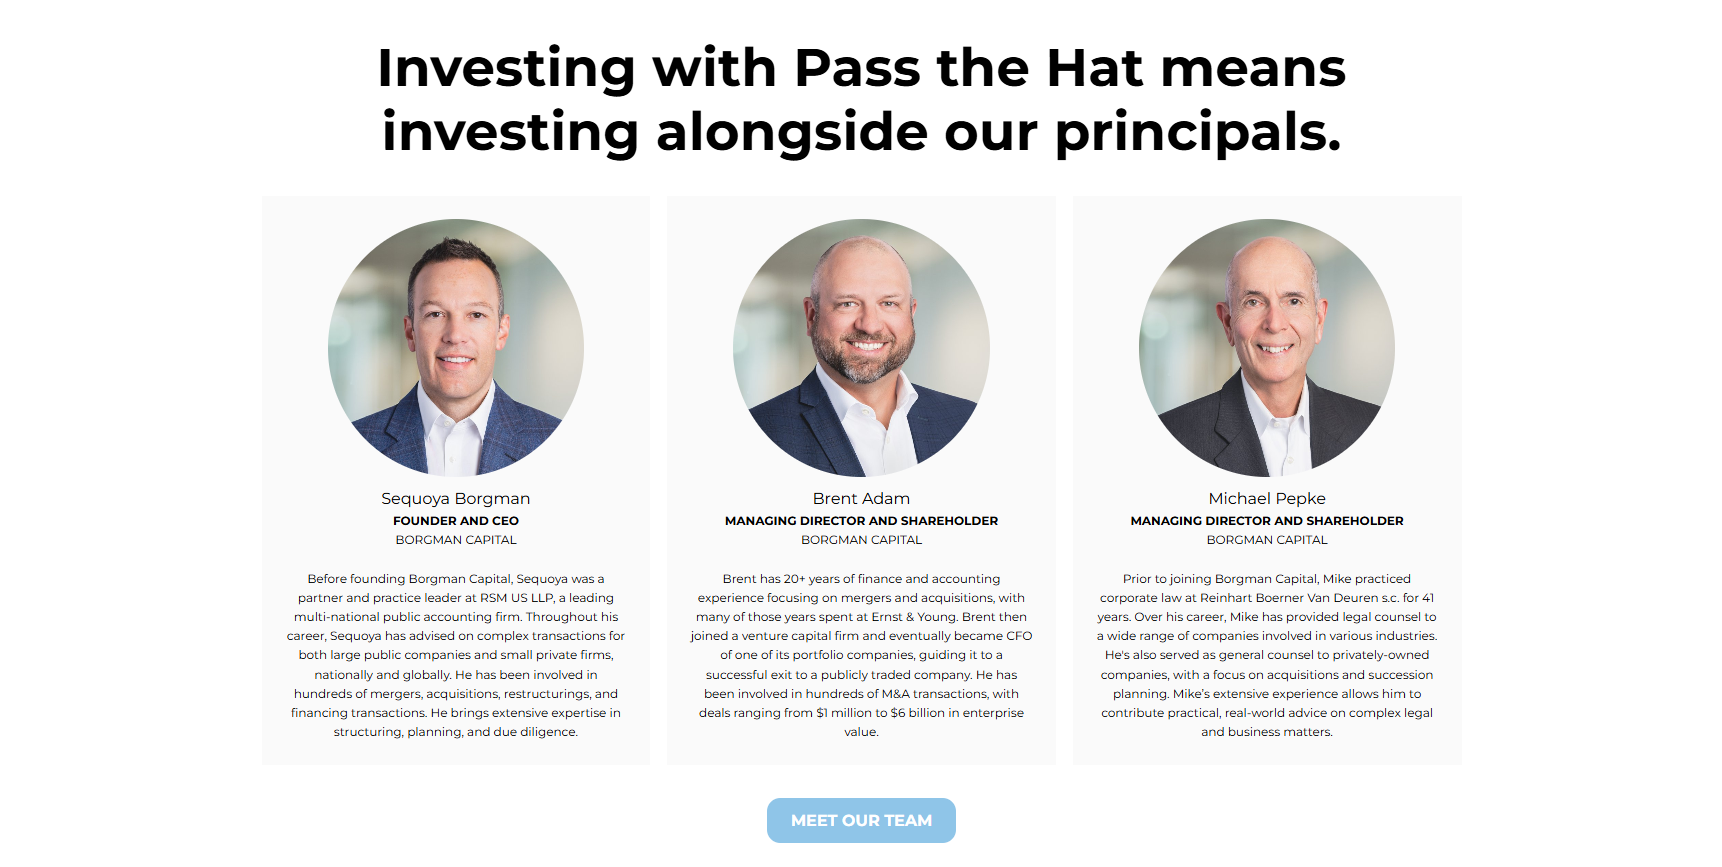 Investing with Pass the Hat means
investing alongside our principals.
Sequoya Borgman
FOUNDER AND CEO
BORGMAN CAPITAL
Before founding Borgman Capital, Sequoya was a
partner and practice leader at RSM US LLP, a leading
multi-national public accounting firm. Throughout his
career, Sequoya has advised on complex transactions for
both large public companies and small private firms,
nationally and globally. He has been involved in
hundreds of mergers, acquisitions, restructurings, and
financing transactions. He brings extensive expertise in
structuring, planning, and due diligence.
Brent Adam
MANAGING DIRECTOR AND SHAREHOLDER
BORGMAN CAPITAL
Brent has 20+ years of finance and accounting
experience focusing on mergers and acquisitions, with
many of those years spent at Ernst & Young. Brent then
joined a venture capital firm and eventually became CFO
of one of its portfolio companies, guiding it to a
successful exit to a publicly traded company. He has
been involved in hundreds of M&A transactions, with
deals ranging from $1 million to $6 billion in enterprise
value.
Michael Pepke
MANAGING DIRECTOR AND SHAREHOLDER
BORGMAN CAPITAL
Prior to joining Borgman Capital, Mike practiced
corporate law at Reinhart Boerner Van Deuren s.c. for 41
years. Over his career, Mike has provided legal counsel to
a wide range of companies involved in various industries.
He's also served as general counsel to privately-owned
companies, with a focus on acquisitions and succession
planning. Mike’s extensive experience allows him to
contribute practical, real-world advice on complex legal
and business matters.
MEET OUR TEAM